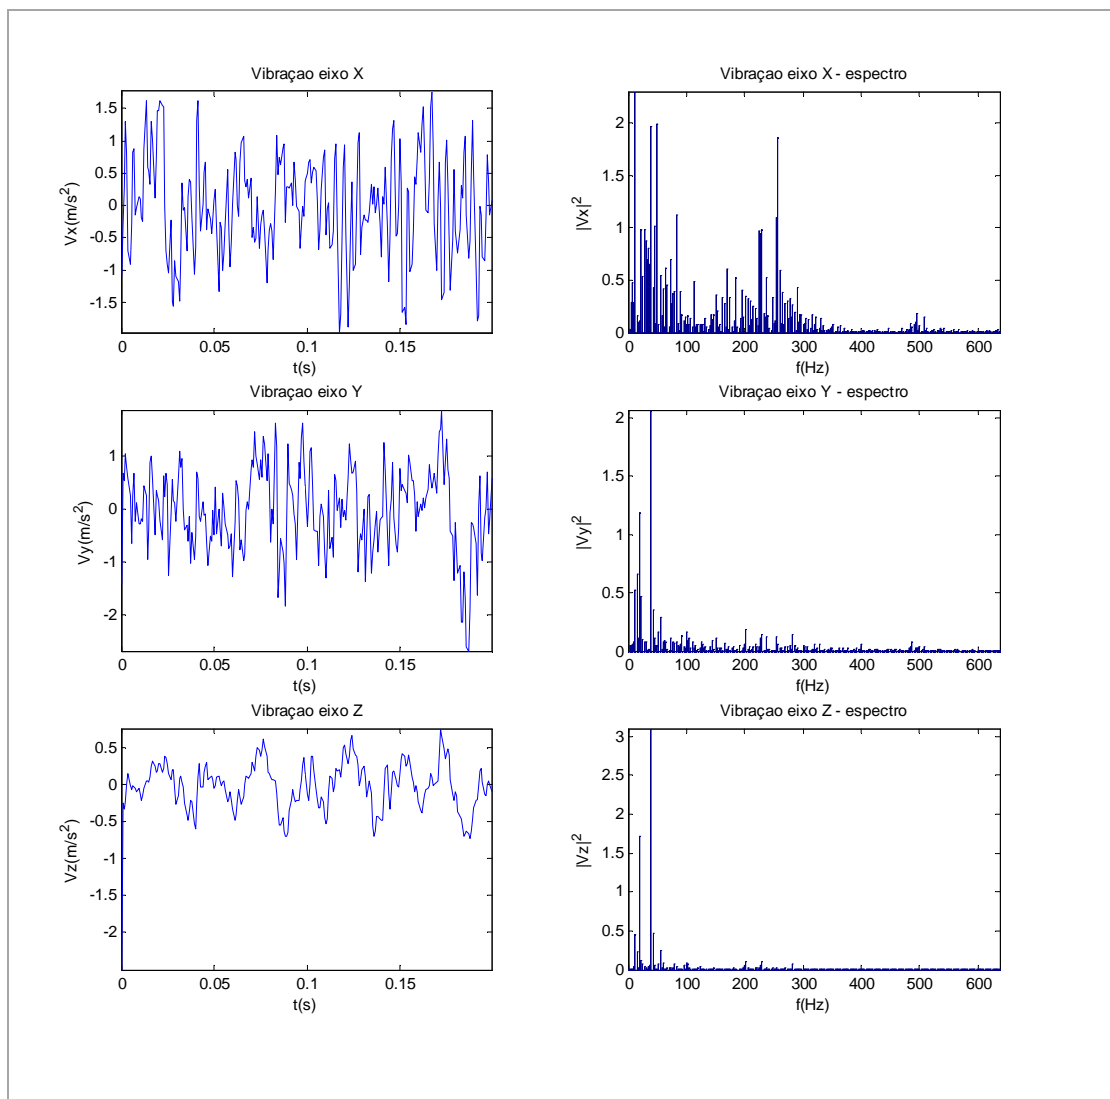 Vibraçao eixo X
Vx(m/s²)
1.5
1
0.5
0
-0.5
-1
-1.5
0 0.05 0.1 0.15
t(s)
Vibraçao eixo X - espectro
|Vx|²
2
1.5
1
0.5
0
0 100 200 300 400 500 600
f(Hz)
Vibraçao eixo Y
Vy(m/s²)
1
0
-1
-2
0 0.05 0.1 0.15
t(s)
Vibraçao eixo Y - espectro
|Vy|²
2
1.5
1
0.5
0
0 100 200 300 400 500 600
f(Hz)
Vibraçao eixo Z
Vz(m/s²)
0.5
0
-0.5
-1
-1.5
-2
0 0.05 0.1 0.15
t(s)
Vibraçao eixo Z - espectro
|Vz|²
3
2.5
2
1.5
1
0.5
0
0 100 200 300 400 500 600
f(Hz)